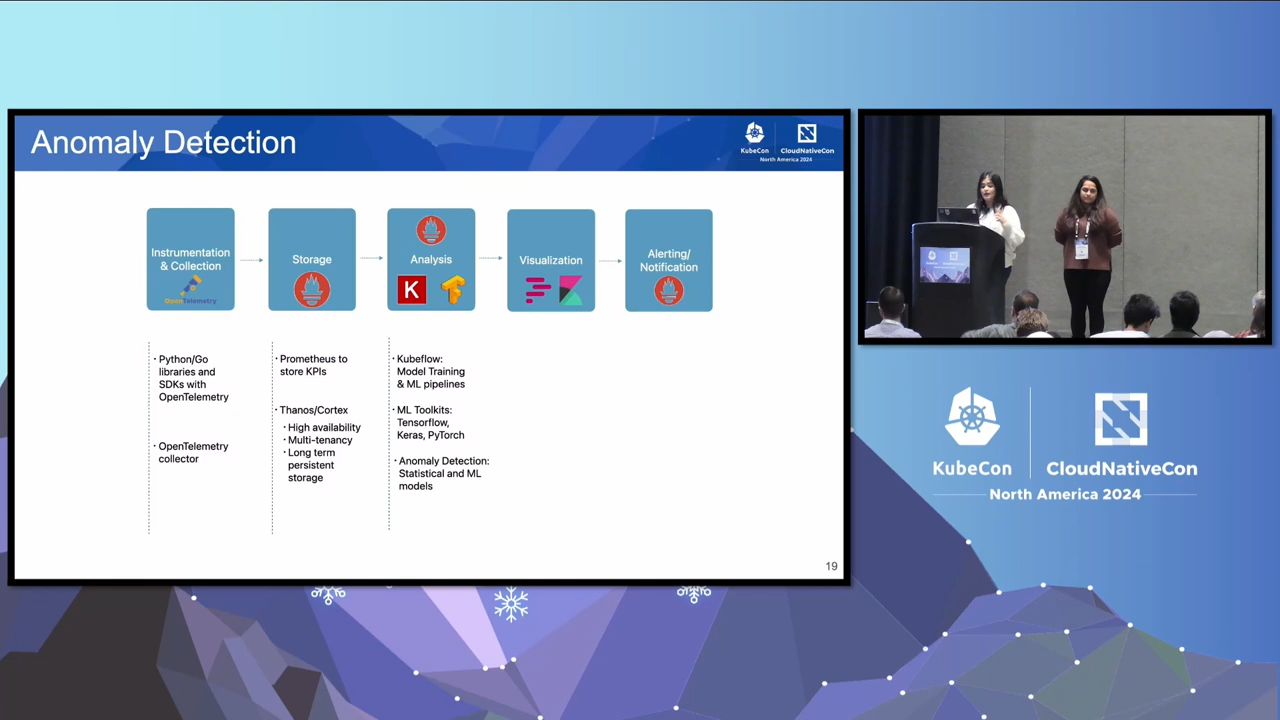 Anomaly Detection
KubeCon
CloudNativeCon
North America 2024
Instrumentation
& Collection
OpenTelemetry
Storage
Analysis
K
Visualization
Alerting/
Notification
· Python/Go
libraries and
SDKs with
OpenTelemetry
· OpenTelemetry
collector
· Prometheus to
store KPIs
· Thanos/Cortex
· High availability
· Multi-tenancy
· Long term
persistent
storage
· Kubeflow:
Model Training
& ML pipelines
· ML Toolkits:
Tensorflow,
Keras, PyTorch
· Anomaly Detection:
Statistical and ML
models
19
KubeCon
CloudNativeCon
North America 2024